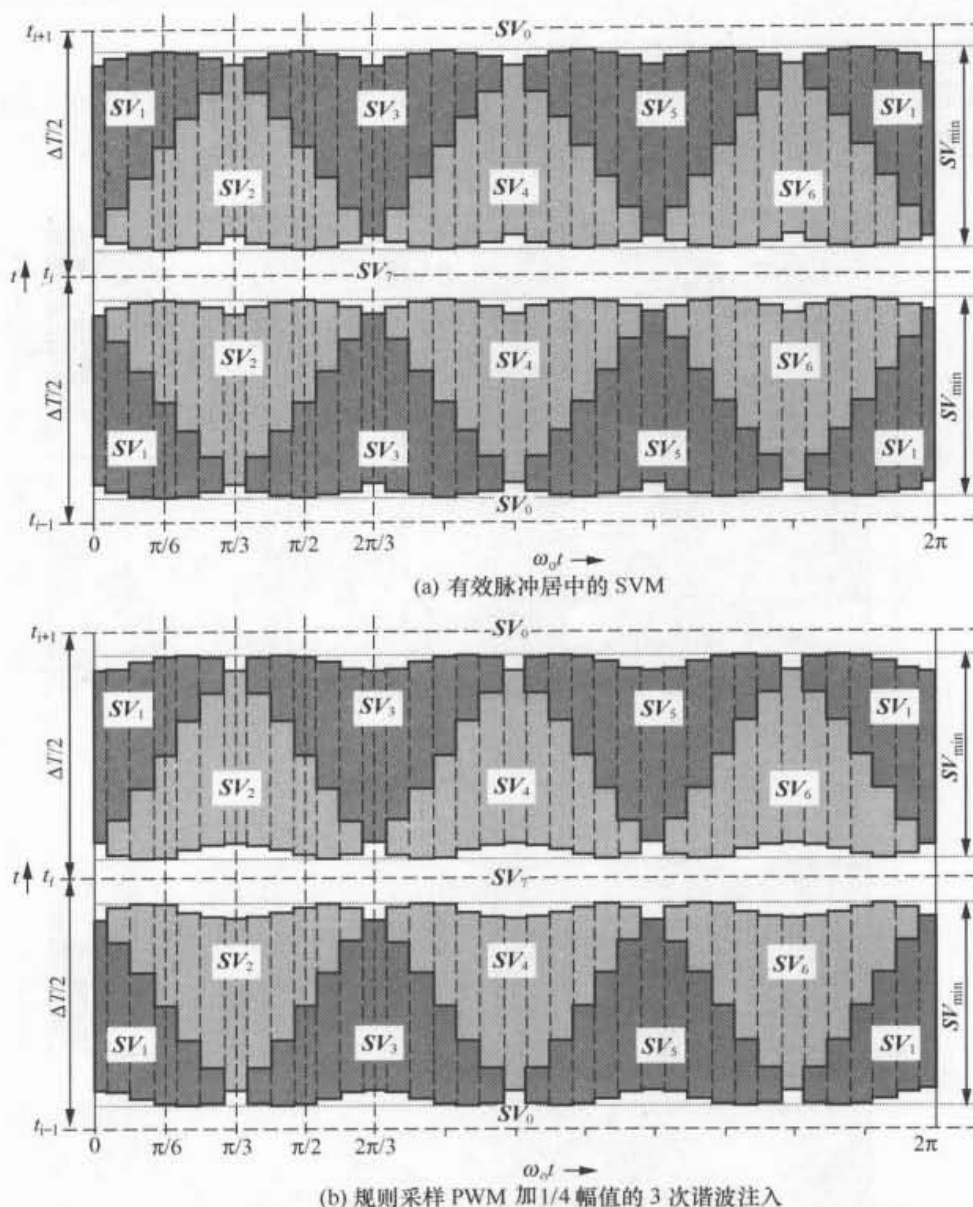 t_{i+1}
SV_0
SV_1
SV_3
SV_5
SV_1
ΔT/2
SV_min
SV_2
SV_4
SV_6
t
t_i
SV_7
SV_2
SV_4
SV_6
ΔT/2
SV_min
SV_1
SV_3
SV_5
SV_1
t_{i-1}
SV_0
0
π/6
π/3
π/2
2π/3
2π
ω_o t
(a) 有效脉冲居中的 SVM
t_{i+1}
SV_0
SV_1
SV_3
SV_5
SV_1
ΔT/2
SV_min
SV_2
SV_4
SV_6
t
t_i
SV_7
SV_2
SV_4
SV_6
ΔT/2
SV_min
SV_1
SV_3
SV_5
SV_1
t_{i-1}
SV_0
0
π/6
π/3
π/2
2π/3
2π
ω_o t
(b) 规则采样 PWM 加1/4 幅值的 3 次谐波注入